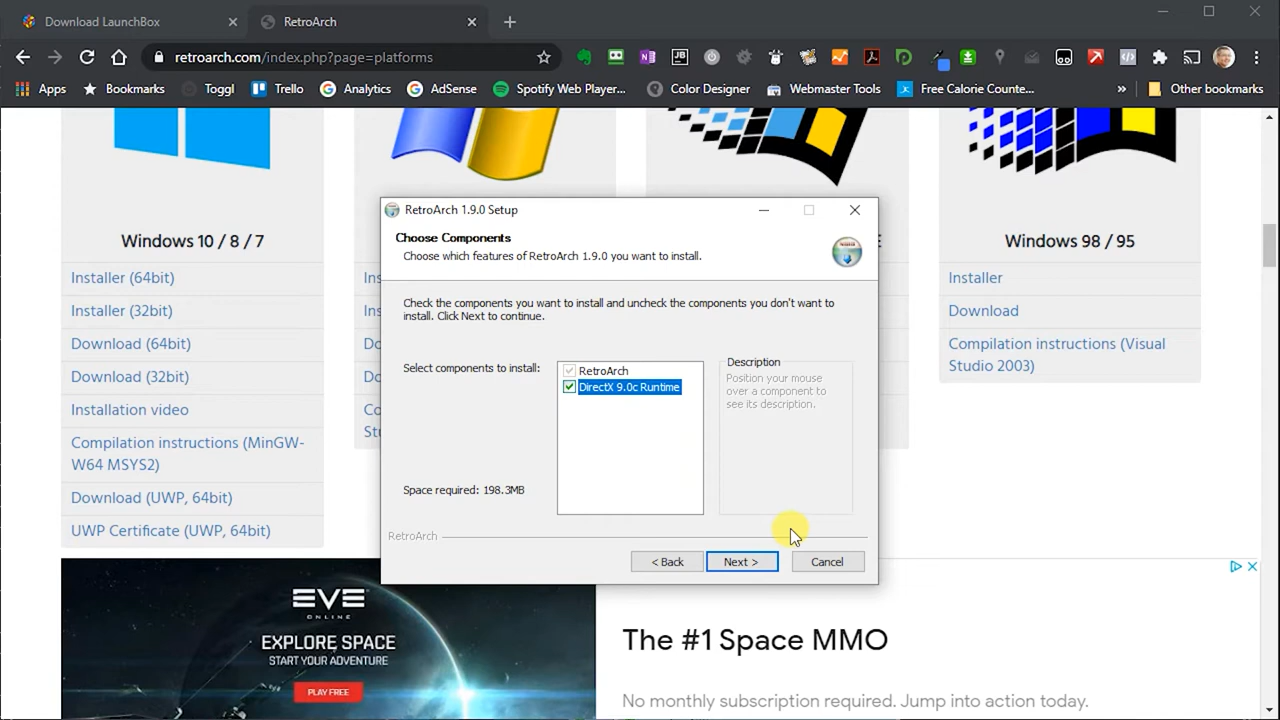 Download LaunchBox
RetroArch
retroarch.com/index.php?page=platforms
JB
Apps
Bookmarks
Toggl
Trello
Analytics
AdSense
Spotify Web Player...
Color Designer
Webmaster Tools
Free Calorie Counte...
»
Other bookmarks
Windows 10 / 8 / 7
Installer (64bit)
Installer (32bit)
Download (64bit)
Download (32bit)
Installation video
Compilation instructions (MinGW-
W64 MSYS2)
Download (UWP, 64bit)
UWP Certificate (UWP, 64bit)
Windows 98 / 95
Installer
Download
Compilation instructions (Visual
Studio 2003)
RetroArch 1.9.0 Setup
Choose Components
Choose which features of RetroArch 1.9.0 you want to install.
Check the components you want to install and uncheck the components you don't want to
install. Click Next to continue.
Select components to install:
RetroArch
DirectX 9.0c Runtime
Description
Position your mouse
over a component to
see its description.
Space required: 198.3MB
RetroArch
< Back
Next >
Cancel
EVE
ONLINE
EXPLORE SPACE
START YOUR ADVENTURE
PLAY FREE
The #1 Space MMO
No monthly subscription required. Jump into action today.